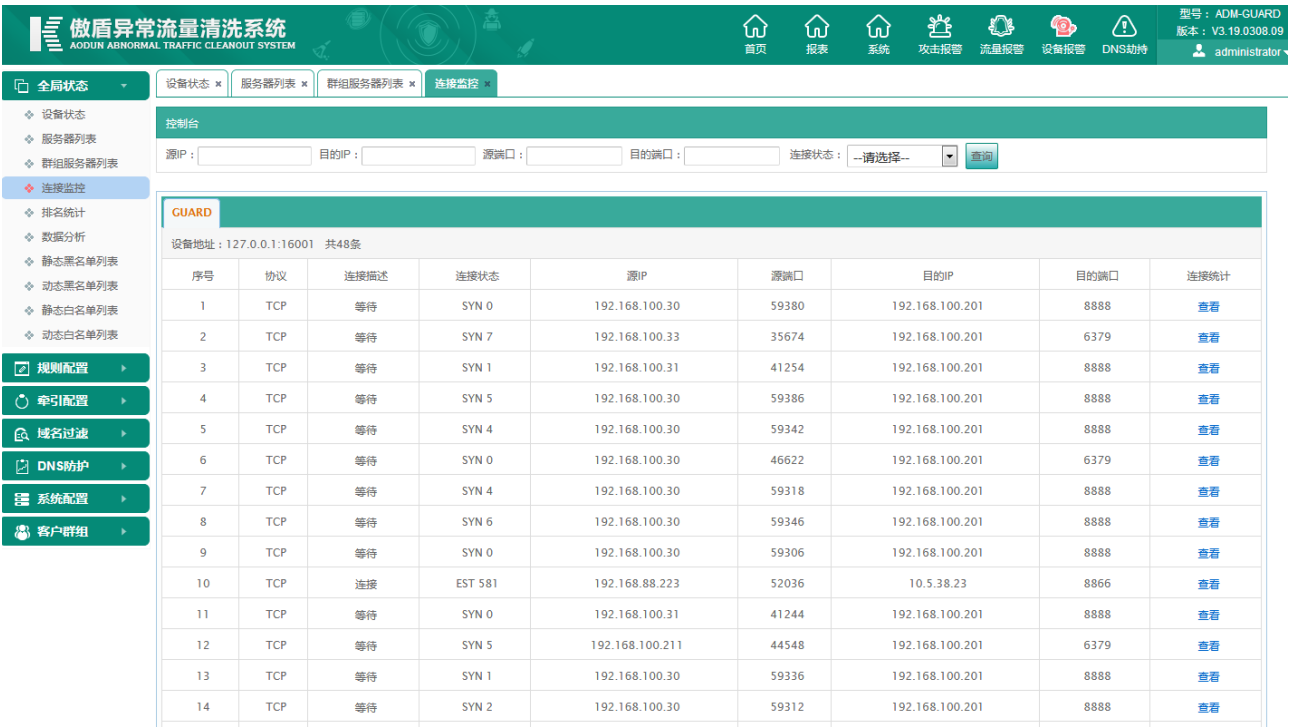 傲盾异常流量清洗系统
AODUN ABNORMAL TRAFFIC CLEANOUT SYSTEM
首页 报表 系统 攻击报警 流量报警 设备报警 DNS劫持
型号： ADM-GUARD
版本： V3.19.0308.09
administrator
全局状态
设备状态
服务器列表
群组服务器列表
连接监控
排名统计
数据分析
静态黑名单列表
动态黑名单列表
静态白名单列表
动态白名单列表
规则配置
牵引配置
域名过滤
DNS防护
系统配置
客户群组
设备状态 × 服务器列表 × 群组服务器列表 × 连接监控 ×
控制台
源IP： 目的IP： 源端口： 目的端口： 连接状态： --请选择-- 查询
GUARD
设备地址：127.0.0.1:16001 共48条
序号 协议 连接描述 连接状态 源IP 源端口 目的IP 目的端口 连接统计
1 TCP 等待 SYN 0 192.168.100.30 59380 192.168.100.201 8888 查看
2 TCP 等待 SYN 7 192.168.100.33 35674 192.168.100.201 6379 查看
3 TCP 等待 SYN 1 192.168.100.31 41254 192.168.100.201 8888 查看
4 TCP 等待 SYN 5 192.168.100.30 59386 192.168.100.201 8888 查看
5 TCP 等待 SYN 4 192.168.100.30 59342 192.168.100.201 8888 查看
6 TCP 等待 SYN 0 192.168.100.30 46622 192.168.100.201 6379 查看
7 TCP 等待 SYN 4 192.168.100.30 59318 192.168.100.201 8888 查看
8 TCP 等待 SYN 6 192.168.100.30 59346 192.168.100.201 8888 查看
9 TCP 等待 SYN 0 192.168.100.30 59306 192.168.100.201 8888 查看
10 TCP 连接 EST 581 192.168.88.223 52036 10.5.38.23 8866 查看
11 TCP 等待 SYN 0 192.168.100.31 41244 192.168.100.201 8888 查看
12 TCP 等待 SYN 5 192.168.100.211 44548 192.168.100.201 6379 查看
13 TCP 等待 SYN 1 192.168.100.30 59336 192.168.100.201 8888 查看
14 TCP 等待 SYN 2 192.168.100.30 59312 192.168.100.201 8888 查看